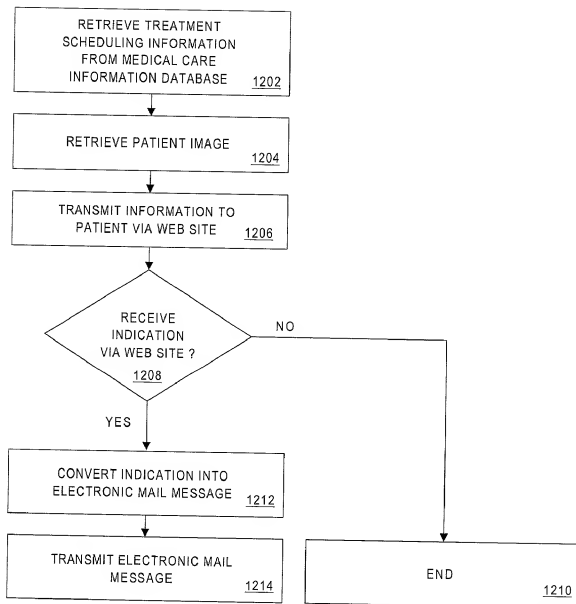 RETRIEVE TREATMENT
SCHEDULING INFORMATION
FROM MEDICAL CARE
INFORMATION DATABASE
1202
RETRIEVE PATIENT IMAGE
1204
TRANSMIT INFORMATION TO
PATIENT VIA WEB SITE
1206
RECEIVE
INDICATION
VIA WEB SITE ?
1208
NO
YES
CONVERT INDICATION INTO
ELECTRONIC MAIL MESSAGE
1212
TRANSMIT ELECTRONIC MAIL
MESSAGE
1214
END
1210